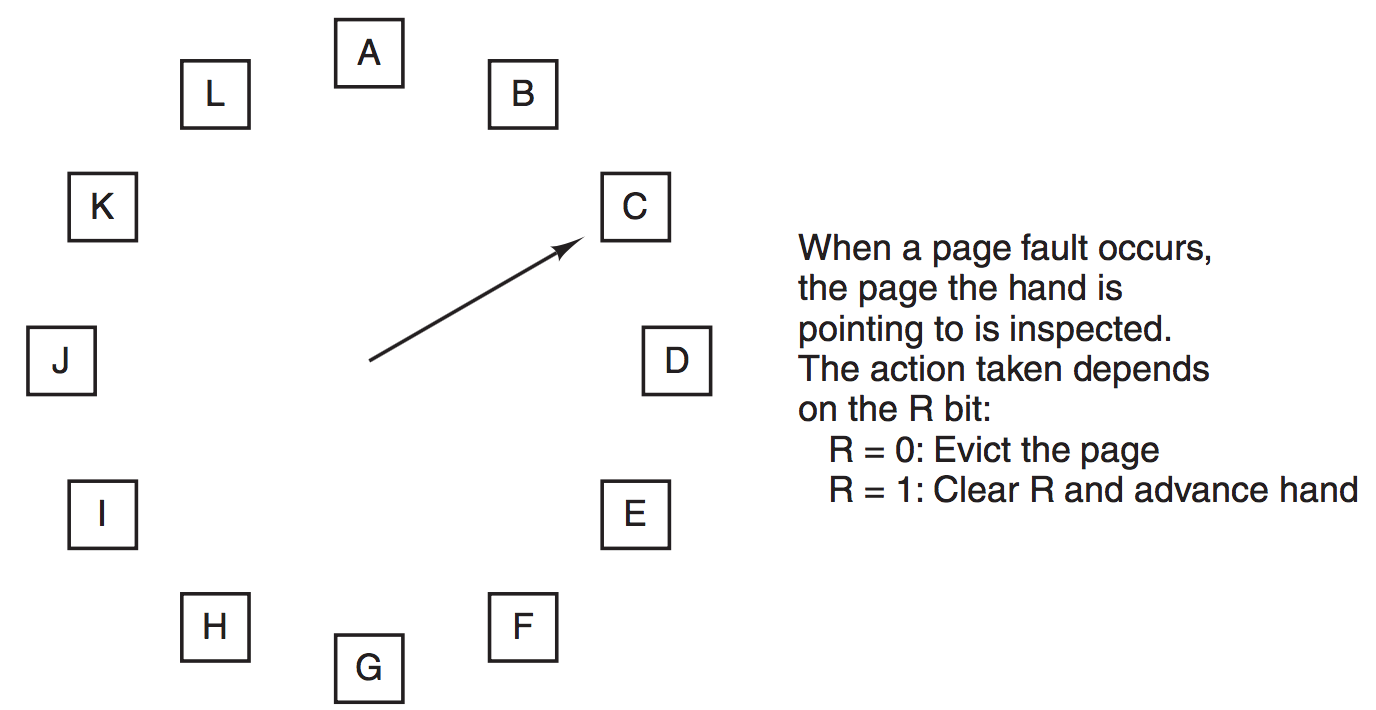 A
L
B
K
C
J
D
I
E
H
F
G
When a page fault occurs,
the page the hand is
pointing to is inspected.
The action taken depends
on the R bit:
R = 0: Evict the page
R = 1: Clear R and advance hand